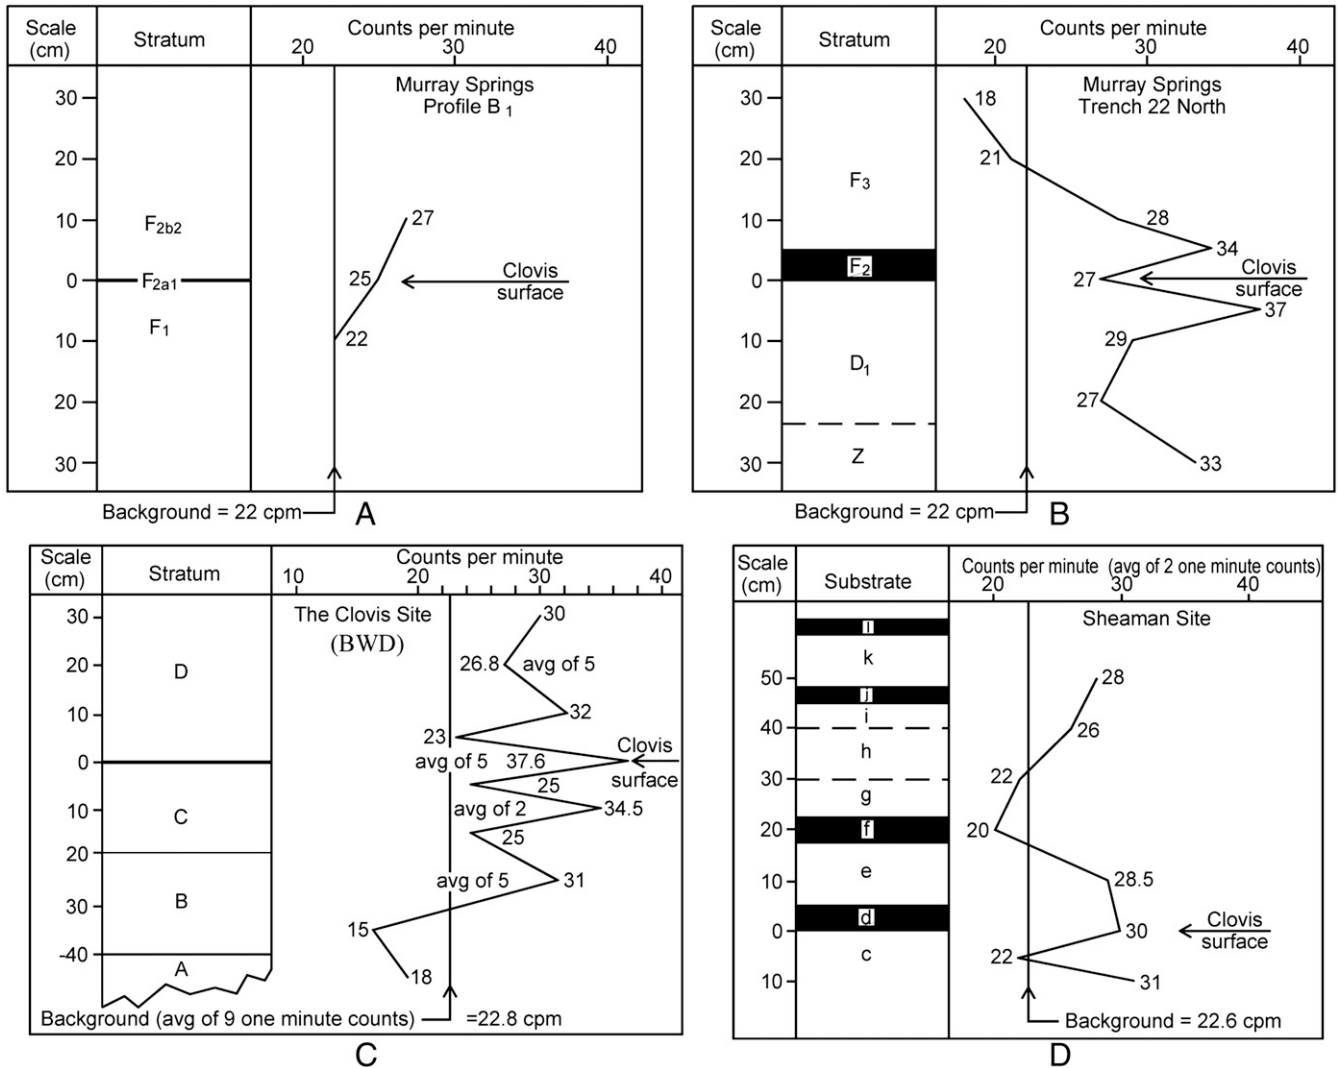 Scale
(cm)
Stratum
Counts per minute
20 30 40
Murray Springs
Profile B 1
30
20
10
0
10
20
30
F2b2
F2a1
F1
27
25
22
Clovis
surface
Background = 22 cpm
A
Scale
(cm)
Stratum
Counts per minute
20 30 40
Murray Springs
Trench 22 North
30
20
10
0
10
20
30
F3
F2
D1
Z
18
21
28
34
27
37
29
27
33
Clovis
surface
Background = 22 cpm
B
Scale
(cm)
Stratum
Counts per minute
10 20 30 40
The Clovis Site
(BWD)
30
20
10
0
10
20
30
-40
D
C
B
A
30
26.8 avg of 5
32
23
avg of 5 37.6
25
avg of 2 34.5
25
avg of 5 31
15
18
Clovis
surface
Background (avg of 9 one minute counts) =22.8 cpm
C
Scale
(cm)
Substrate
Counts per minute (avg of 2 one minute counts)
20 30 40
Sheaman Site
50
40
30
20
10
0
10
l
k
j
i
h
g
f
e
d
c
28
26
22
20
28.5
30
22
31
Clovis
surface
Background = 22.6 cpm
D